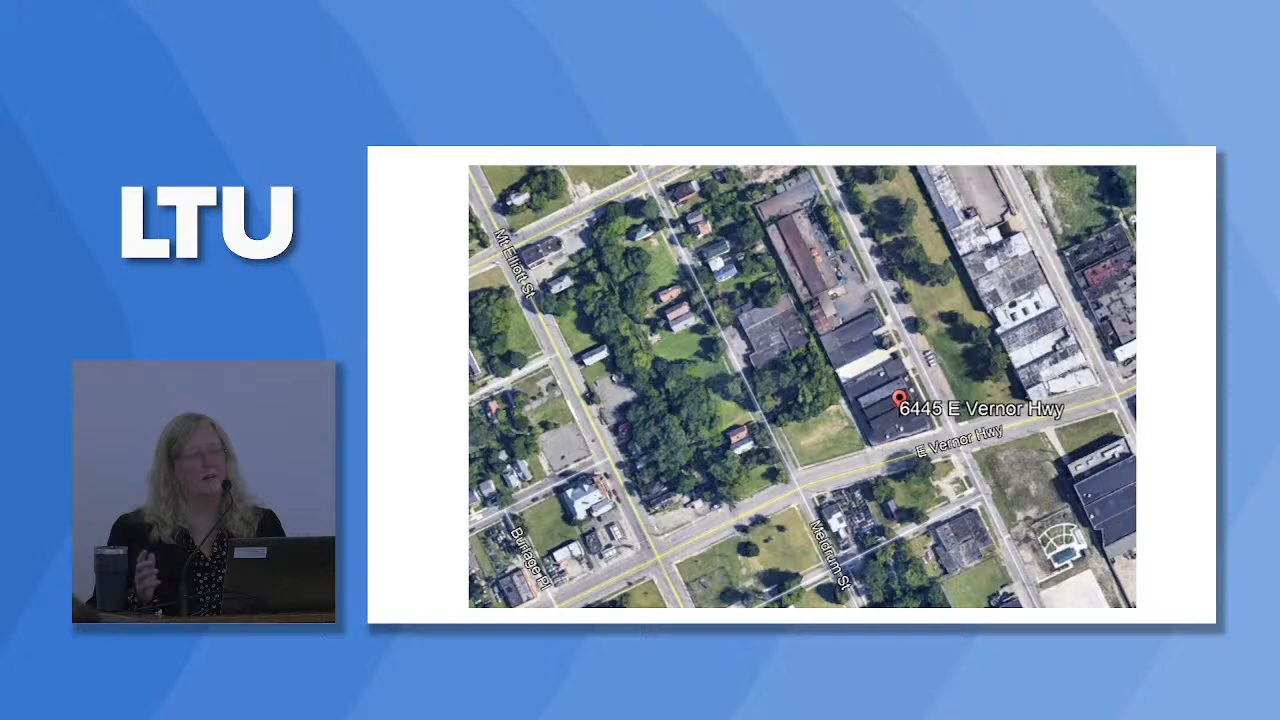 LTU
Mt Elliott St
6445 E Vernor Hwy
E Vernor Hwy
Meldrum St
Burlage Pl